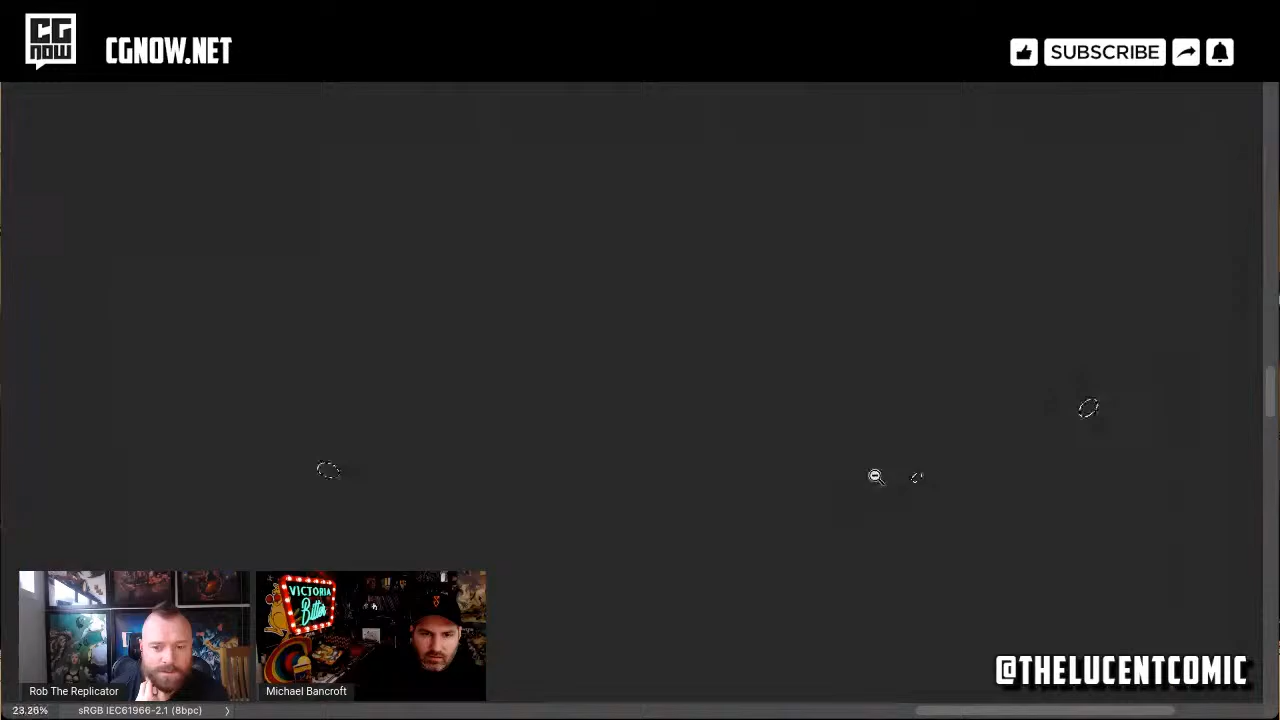 CG
NOW
CGNOW.NET
SUBSCRIBE
VICTORIA
Bitter
Rob The Replicator
Michael Bancroft
@THELUCENTCOMIC
23.26%
sRGB IEC61966-2.1 (8bpc)